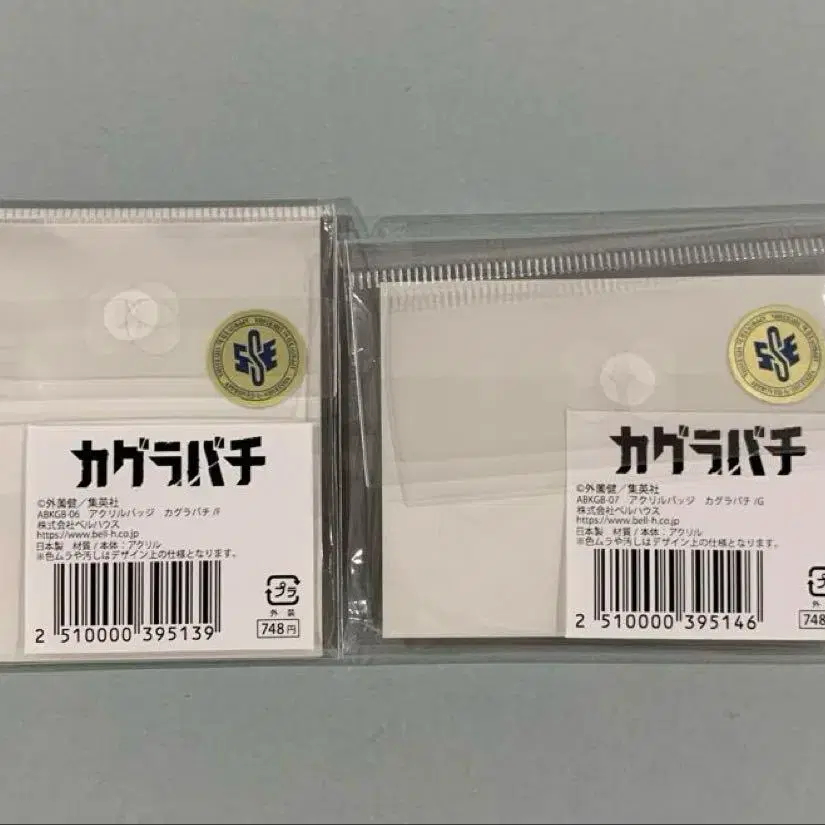 SSE
カグラバチ
©外薗健／集英社
ABKGB-06 アクリルバッジ カグラバチ /F
株式会社ベルハウス
https://www.bell-h.co.jp
日本製 材質 / 本体：アクリル
※色ムラや汚しはデザイン上の仕様となります。
プラ
外装
2 510000 395139
748円
カグラバチ
©外薗健／集英社
ABKGB-07 アクリルバッジ カグラバチ /G
株式会社ベルハウス
https://www.bell-h.co.jp
日本製 材質 / 本体：アクリル
※色ムラや汚しはデザイン上の仕様となります。
プ
外
2 510000 395146
748